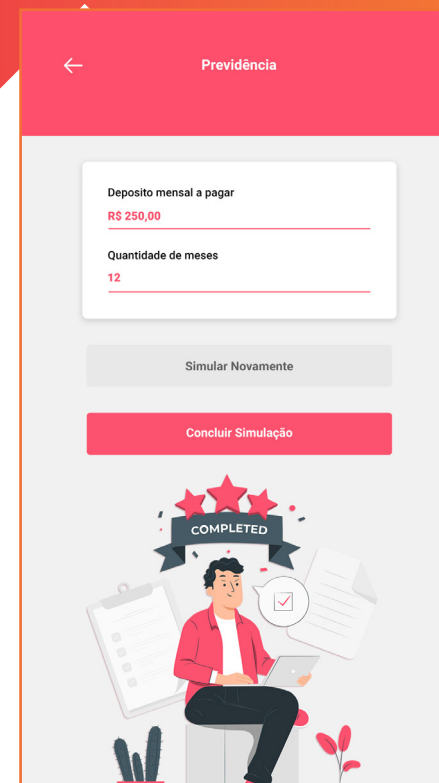 Previdência
Deposito mensal a pagar
R$ 250,00
Quantidade de meses
12
Simular Novamente
Concluir Simulação
COMPLETED